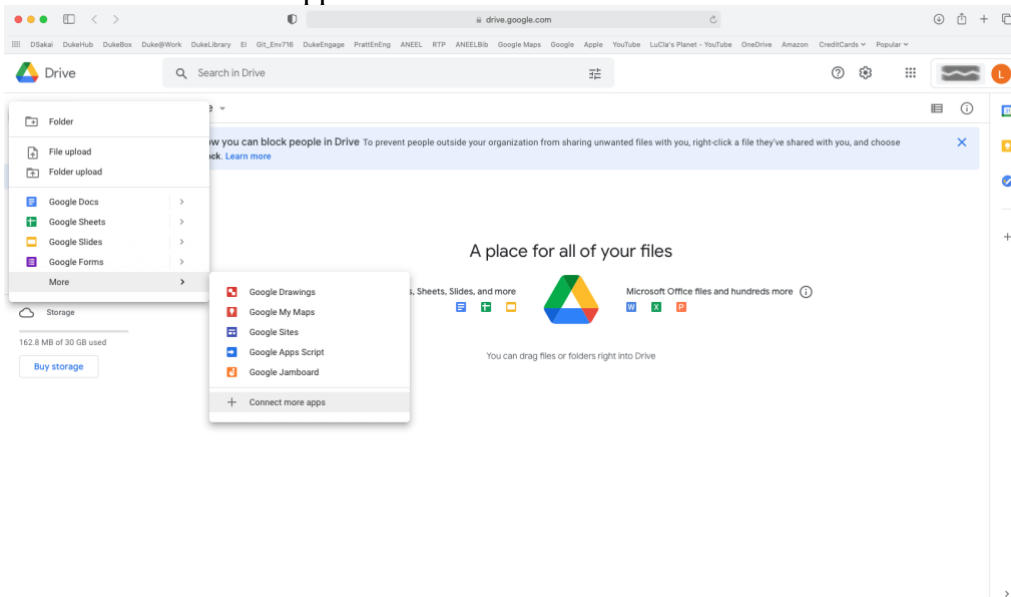 drive.google.com
DSakai DukeHub DukeBox Duke@Work DukeLibrary EI Git_Env716 DukeEngage PrattEnEng ANEEL RTP ANEELBib Google Maps Google Apple YouTube LuCla's Planet - YouTube OneDrive Amazon CreditCards Popular
Drive
Search in Drive
L
Folder
File upload
Folder upload
Google Docs
Google Sheets
Google Slides
Google Forms
More
you can block people in Drive To prevent people outside your organization from sharing unwanted files with you, right-click a file they've shared with you, and choose
Learn more
A place for all of your files
Sheets, Slides, and more
Microsoft Office files and hundreds more
W X P
You can drag files or folders right into Drive
Google Drawings
Google My Maps
Google Sites
Google Apps Script
Google Jamboard
Connect more apps
Storage
162.8 MB of 30 GB used
Buy storage